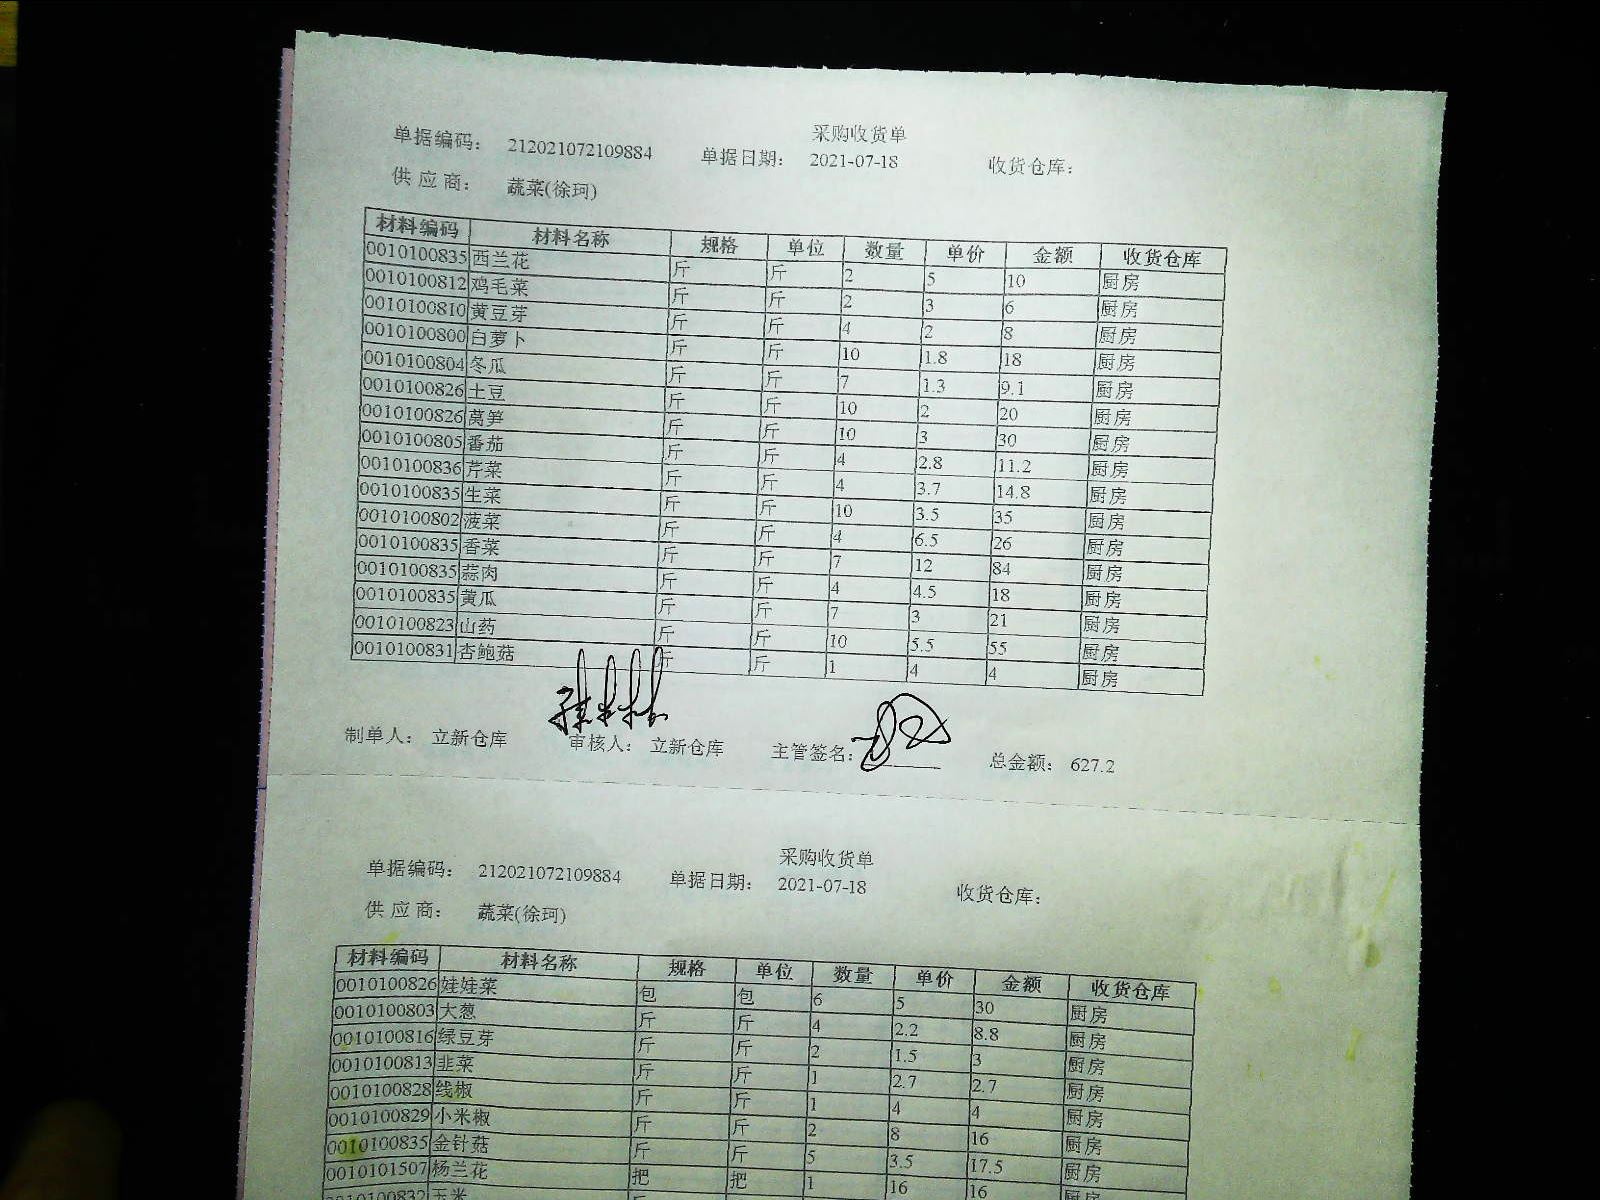 采购收货单
单据编码： 212021072109884 单据日期： 2021-07-18 收货仓库：
供 应 商： 蔬菜(徐珂)
材料编码 材料名称 规格 单位 数量 单价 金额 收货仓库
0010100835 西兰花 斤 斤 2 5 10 厨房
0010100812 鸡毛菜 斤 斤 2 3 6 厨房
0010100810 黄豆芽 斤 斤 4 2 8 厨房
0010100800 白萝卜 斤 斤 10 1.8 18 厨房
0010100804 冬瓜 斤 斤 7 1.3 9.1 厨房
0010100826 土豆 斤 斤 10 2 20 厨房
0010100826 莴笋 斤 斤 10 3 30 厨房
0010100805 番茄 斤 斤 4 2.8 11.2 厨房
0010100836 芹菜 斤 斤 4 3.7 14.8 厨房
0010100835 生菜 斤 斤 10 3.5 35 厨房
0010100802 菠菜 斤 斤 4 6.5 26 厨房
0010100835 香菜 斤 斤 7 12 84 厨房
0010100835 蒜肉 斤 斤 4 4.5 18 厨房
0010100835 黄瓜 斤 斤 7 3 21 厨房
0010100823 山药 斤 斤 10 5.5 55 厨房
0010100831 杏鲍菇 斤 斤 1 4 4 厨房
制单人： 立新仓库 审核人： 立新仓库 主管签名： 总金额： 627.2
采购收货单
单据编码： 212021072109884 单据日期： 2021-07-18 收货仓库：
供 应 商： 蔬菜(徐珂)
材料编码 材料名称 规格 单位 数量 单价 金额 收货仓库
0010100826 娃娃菜 包 包 6 5 30 厨房
0010100803 大葱 斤 斤 4 2.2 8.8 厨房
0010100816 绿豆芽 斤 斤 2 1.5 3 厨房
0010100813 韭菜 斤 斤 1 2.7 2.7 厨房
0010100828 线椒 斤 斤 1 4 4 厨房
0010100829 小米椒 斤 斤 2 8 16 厨房
0010100835 金针菇 斤 斤 5 3.5 17.5 厨房
0010101507 杨兰花 把 把 1 16 16 厨房
0010100832 玉米